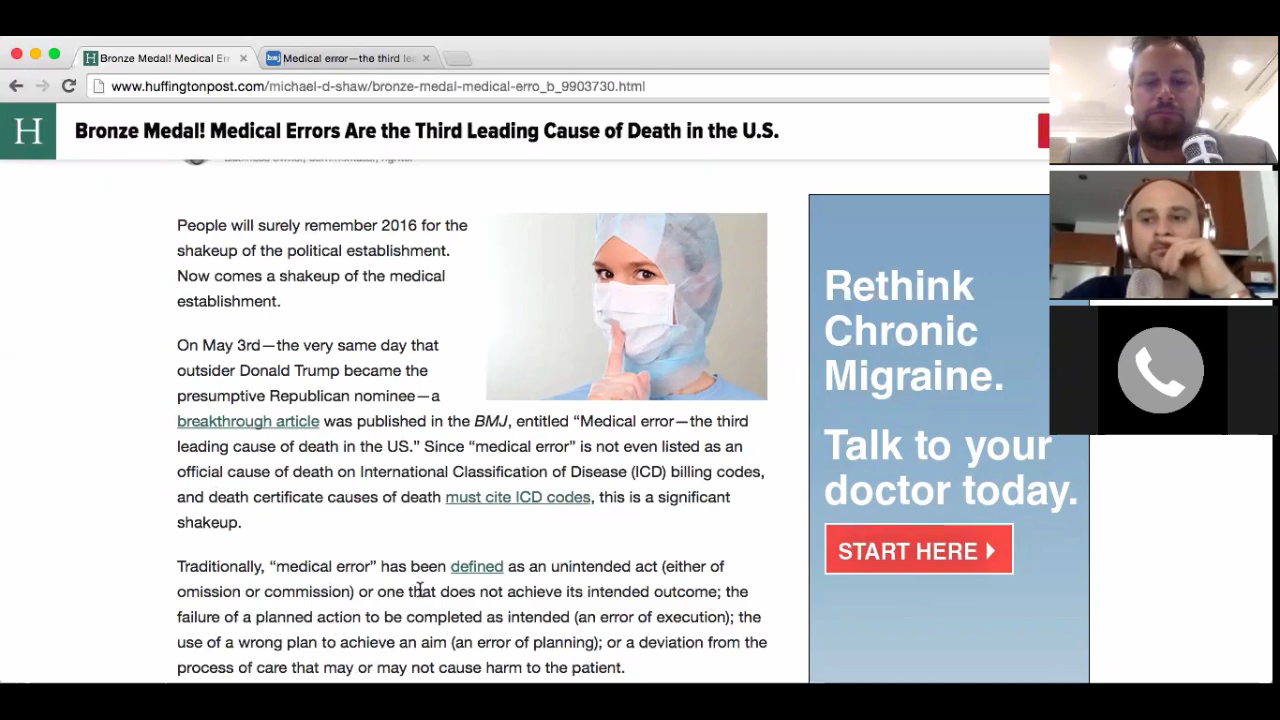 Bronze Medal! Medical Err
Medical error—the third lea
www.huffingtonpost.com/michael-d-shaw/bronze-medal-medical-erro_b_9903730.html
H
Bronze Medal! Medical Errors Are the Third Leading Cause of Death in the U.S.
People will surely remember 2016 for the
shakeup of the political establishment.
Now comes a shakeup of the medical
establishment.
On May 3rd—the very same day that
outsider Donald Trump became the
presumptive Republican nominee—a
breakthrough article was published in the BMJ, entitled “Medical error—the third
leading cause of death in the US.” Since “medical error” is not even listed as an
official cause of death on International Classification of Disease (ICD) billing codes,
and death certificate causes of death must cite ICD codes, this is a significant
shakeup.
Traditionally, “medical error” has been defined as an unintended act (either of
omission or commission) or one that does not achieve its intended outcome; the
failure of a planned action to be completed as intended (an error of execution); the
use of a wrong plan to achieve an aim (an error of planning); or a deviation from the
process of care that may or may not cause harm to the patient.
Rethink
Chronic
Migraine.
Talk to your
doctor today.
START HERE